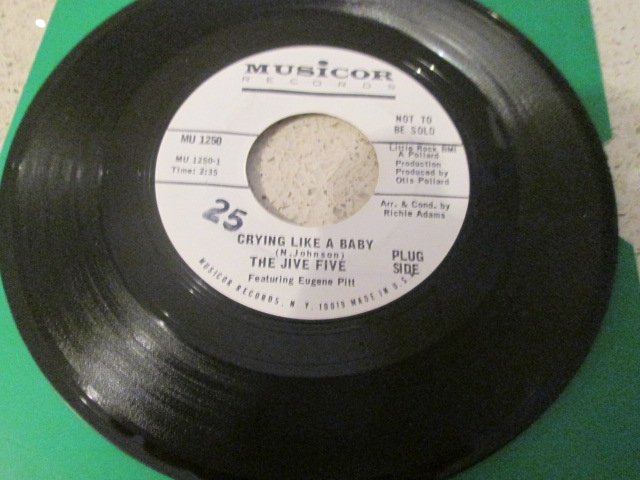 MUSICOR
RECORDS
NOT TO
BE SOLD
MU 1250
MU 1250-1
Time: 2:35
Little Rock BMI
A Pollard
Production
Produced by
Otis Pollard
Arr. & Cond. by
Richie Adams
25
CRYING LIKE A BABY
(N. Johnson)
THE JIVE FIVE
Featuring Eugene Pitt
PLUG
SIDE
MUSICOR RECORDS, N. Y. 10019 MADE IN U.S.A.